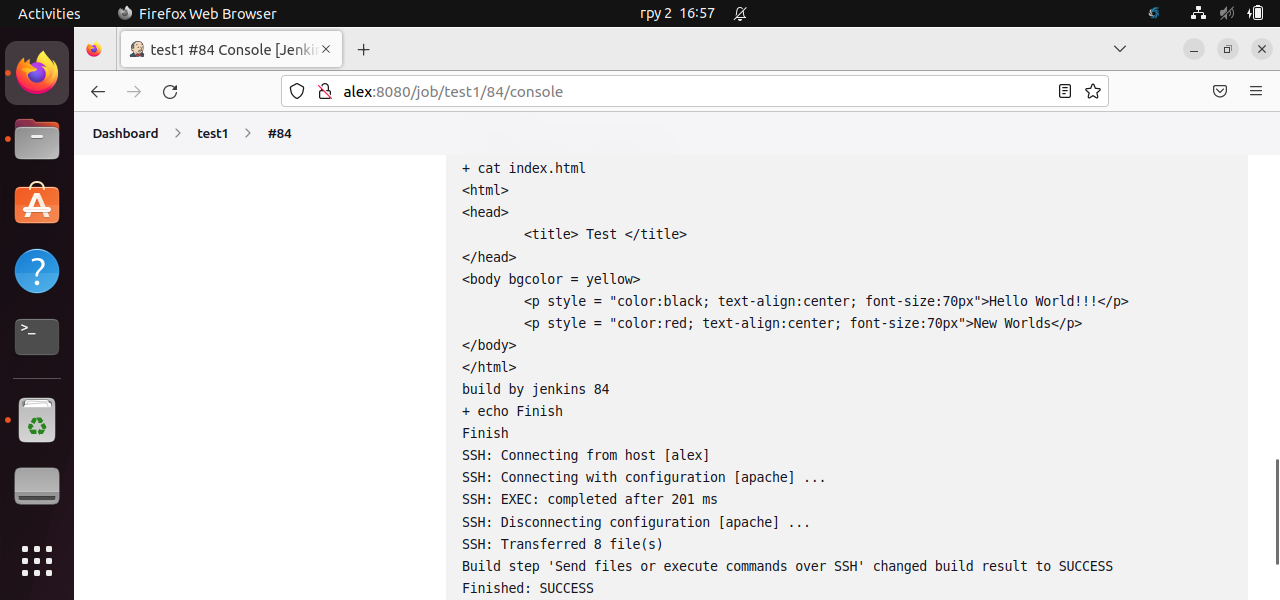 Activities Firefox Web Browser гру 2 16:57
test1 #84 Console [Jenki
alex:8080/job/test1/84/console
Dashboard test1 #84
+ cat index.html
<html>
<head>
<title> Test </title>
</head>
<body bgcolor = yellow>
<p style = "color:black; text-align:center; font-size:70px">Hello World!!!</p>
<p style = "color:red; text-align:center; font-size:70px">New Worlds</p>
</body>
</html>
build by jenkins 84
+ echo Finish
Finish
SSH: Connecting from host [alex]
SSH: Connecting with configuration [apache] ...
SSH: EXEC: completed after 201 ms
SSH: Disconnecting configuration [apache] ...
SSH: Transferred 8 file(s)
Build step 'Send files or execute commands over SSH' changed build result to SUCCESS
Finished: SUCCESS